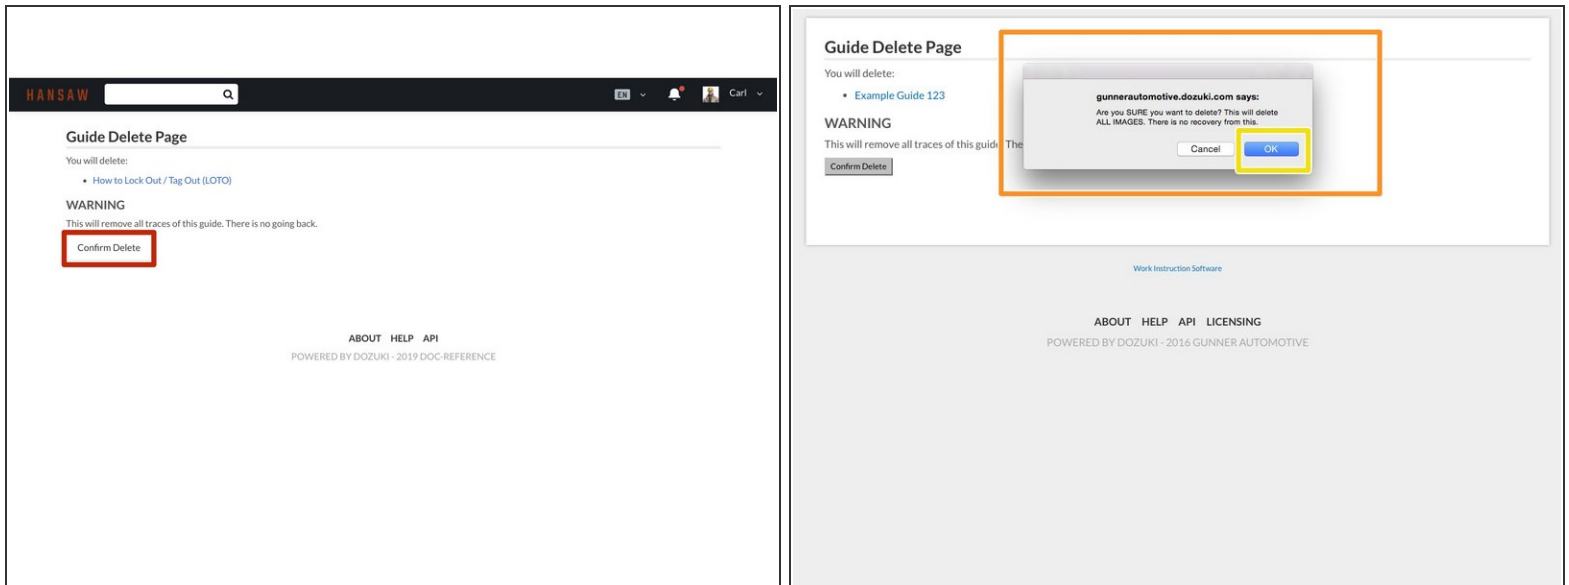 HANSAW
EN
Carl
Guide Delete Page
You will delete:
• How to Lock Out / Tag Out (LOTO)
WARNING
This will remove all traces of this guide. There is no going back.
Confirm Delete
ABOUT HELP API
POWERED BY DOZUKI - 2019 DOC-REFERENCE
Guide Delete Page
You will delete:
• Example Guide 123
WARNING
This will remove all traces of this guide. The
Confirm Delete
gunnerautomotive.dozuki.com says:
Are you SURE you want to delete? This will delete
ALL IMAGES. There is no recovery from this.
Cancel OK
Work Instruction Software
ABOUT HELP API LICENSING
POWERED BY DOZUKI - 2016 GUNNER AUTOMOTIVE